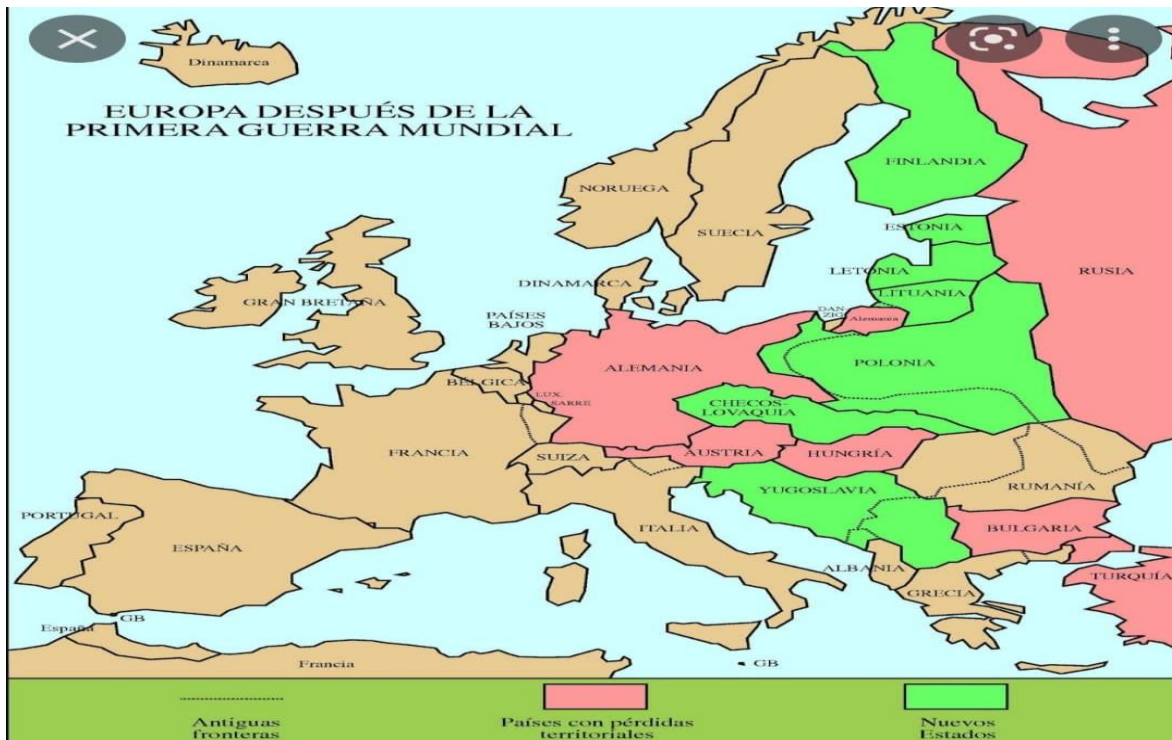 Dinamarca
EUROPA DESPUÉS DE LA
PRIMERA GUERRA MUNDIAL
FINLANDIA
NORUEGA
SUECIA
ESTONIA
RUSIA
LETONIA
DINAMARCA
LITUANIA
GRAN BRETAÑA
DAN
ZIG
Alemania
PAÍSES
BAJOS
POLONIA
ALEMANIA
BÉLGICA
LUX.
SARRE
CHECOS-
LOVAQUIA
FRANCIA
SUIZA
AUSTRIA
HUNGRÍA
RUMANÍA
YUGOSLAVIA
PORTUGAL
ITALIA
BULGARIA
ESPAÑA
ALBANIA
TURQUÍA
GRECIA
GB
España
Francia
GB
Antíguas
fronteras
Países con pérdidas
territoriales
Nuevos
Estados